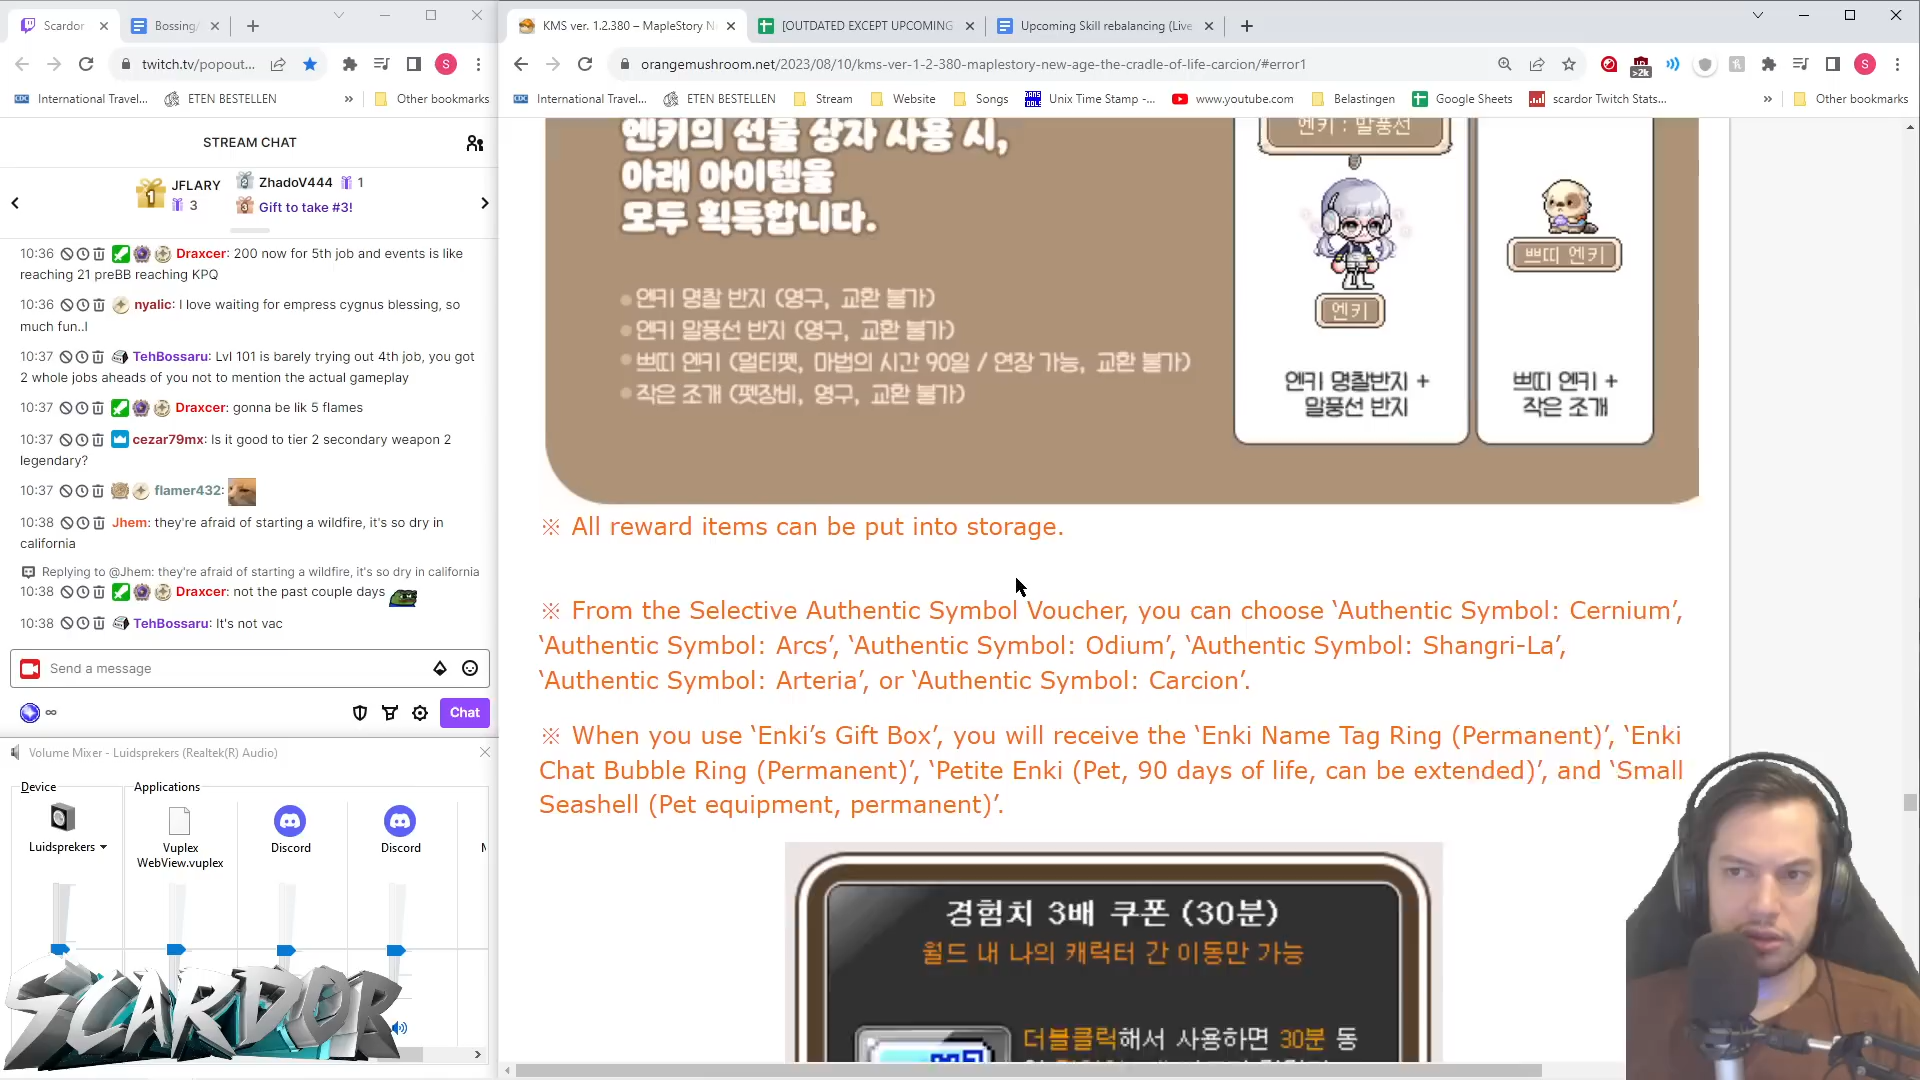 Scardor
Bossing/
twitch.tv/popout...
International Travel...
ETEN BESTELLEN
»
Other bookmarks
STREAM CHAT
JFLARY
3
ZhadoV444 1
Gift to take #3!
10:36 Draxcer: 200 now for 5th job and events is like
reaching 21 preBB reaching KPQ
10:36 nyalic: I love waiting for empress cygnus blessing, so
much fun..l
10:37 TehBossaru: Lvl 101 is barely trying out 4th job, you got
2 whole jobs aheads of you not to mention the actual gameplay
10:37 Draxcer: gonna be lik 5 flames
10:37 cezar79mx: Is it good to tier 2 secondary weapon 2
legendary?
10:37 flamer432:
10:38 Jhem: they're afraid of starting a wildfire, it's so dry in
california
Replying to @Jhem: they're afraid of starting a wildfire, it's so dry in california
10:38 Draxcer: not the past couple days
10:38 TehBossaru: It's not vac
Send a message
∞
Chat
Volume Mixer - Luidsprekers (Realtek(R) Audio)
Device
Applications
Luidsprekers
Vuplex
WebView.vuplex
Discord
Discord
SCARDOR
KMS ver. 1.2.380 – MapleStory N
[OUTDATED EXCEPT UPCOMING
Upcoming Skill rebalancing (Live
orangemushroom.net/2023/08/10/kms-ver-1-2-380-maplestory-new-age-the-cradle-of-life-carcion/#error1
>2k
International Travel...
ETEN BESTELLEN
Stream
Website
Songs
Unix Time Stamp -...
www.youtube.com
Belastingen
Google Sheets
scardor Twitch Stats...
»
Other bookmarks
엔키의 선물 상자 사용 시,
아래 아이템을
모두 획득합니다.
엔키 명찰 반지 (영구, 교환 불가)
엔키 말풍선 반지 (영구, 교환 불가)
쁘띠 엔키 (멀티펫, 마법의 시간 90일 / 연장 가능, 교환 불가)
작은 조개 (펫장비, 영구, 교환 불가)
엔키 : 말풍선
엔키
엔키 명찰반지 +
말풍선 반지
쁘띠 엔키
쁘띠 엔키 +
작은 조개
※ All reward items can be put into storage.
※ From the Selective Authentic Symbol Voucher, you can choose ‘Authentic Symbol: Cernium’,
‘Authentic Symbol: Arcs’, ‘Authentic Symbol: Odium’, ‘Authentic Symbol: Shangri-La’,
‘Authentic Symbol: Arteria’, or ‘Authentic Symbol: Carcion’.
※ When you use ‘Enki’s Gift Box’, you will receive the ‘Enki Name Tag Ring (Permanent)’, ‘Enki
Chat Bubble Ring (Permanent)’, ‘Petite Enki (Pet, 90 days of life, can be extended)’, and ‘Small
Seashell (Pet equipment, permanent)’.
경험치 3배 쿠폰 (30분)
월드 내 나의 캐릭터 간 이동만 가능
더블클릭해서 사용하면 30분 동